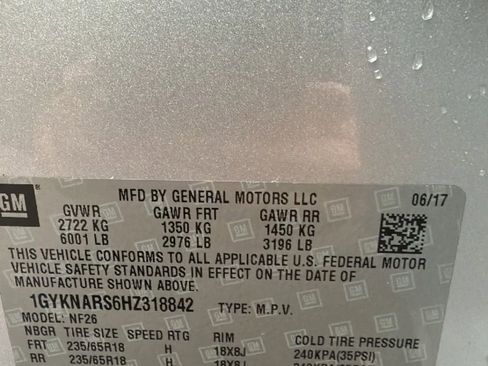 MFD BY GENERAL MOTORS LLC 06/17
GM
GVWR GAWR FRT GAWR RR
2722 KG 1350 KG 1450 KG
6001 LB 2976 LB 3196 LB
THIS VEHICLE CONFORMS TO ALL APPLICABLE U.S. FEDERAL MOTOR
VEHICLE SAFETY STANDARDS IN EFFECT ON THE DATE OF
MANUFACTURE SHOWN ABOVE.
1GYKNARS6HZ318842 TYPE: M.P.V.
MODEL: NF26
NBGR TIRE SIZE SPEED RTG RIM COLD TIRE PRESSURE
FRT 235/65R18 H 18X8J 240KPA(35PSI)
RR 235/65R18 H 18X8J